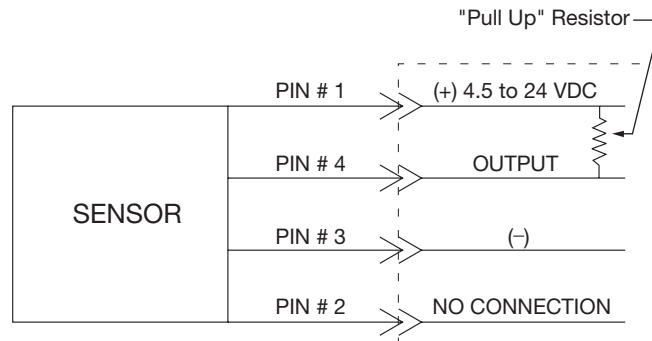 "Pull Up" Resistor
PIN # 1 (+) 4.5 to 24 VDC
PIN # 4 OUTPUT
SENSOR
PIN # 3 (–)
PIN # 2 NO CONNECTION